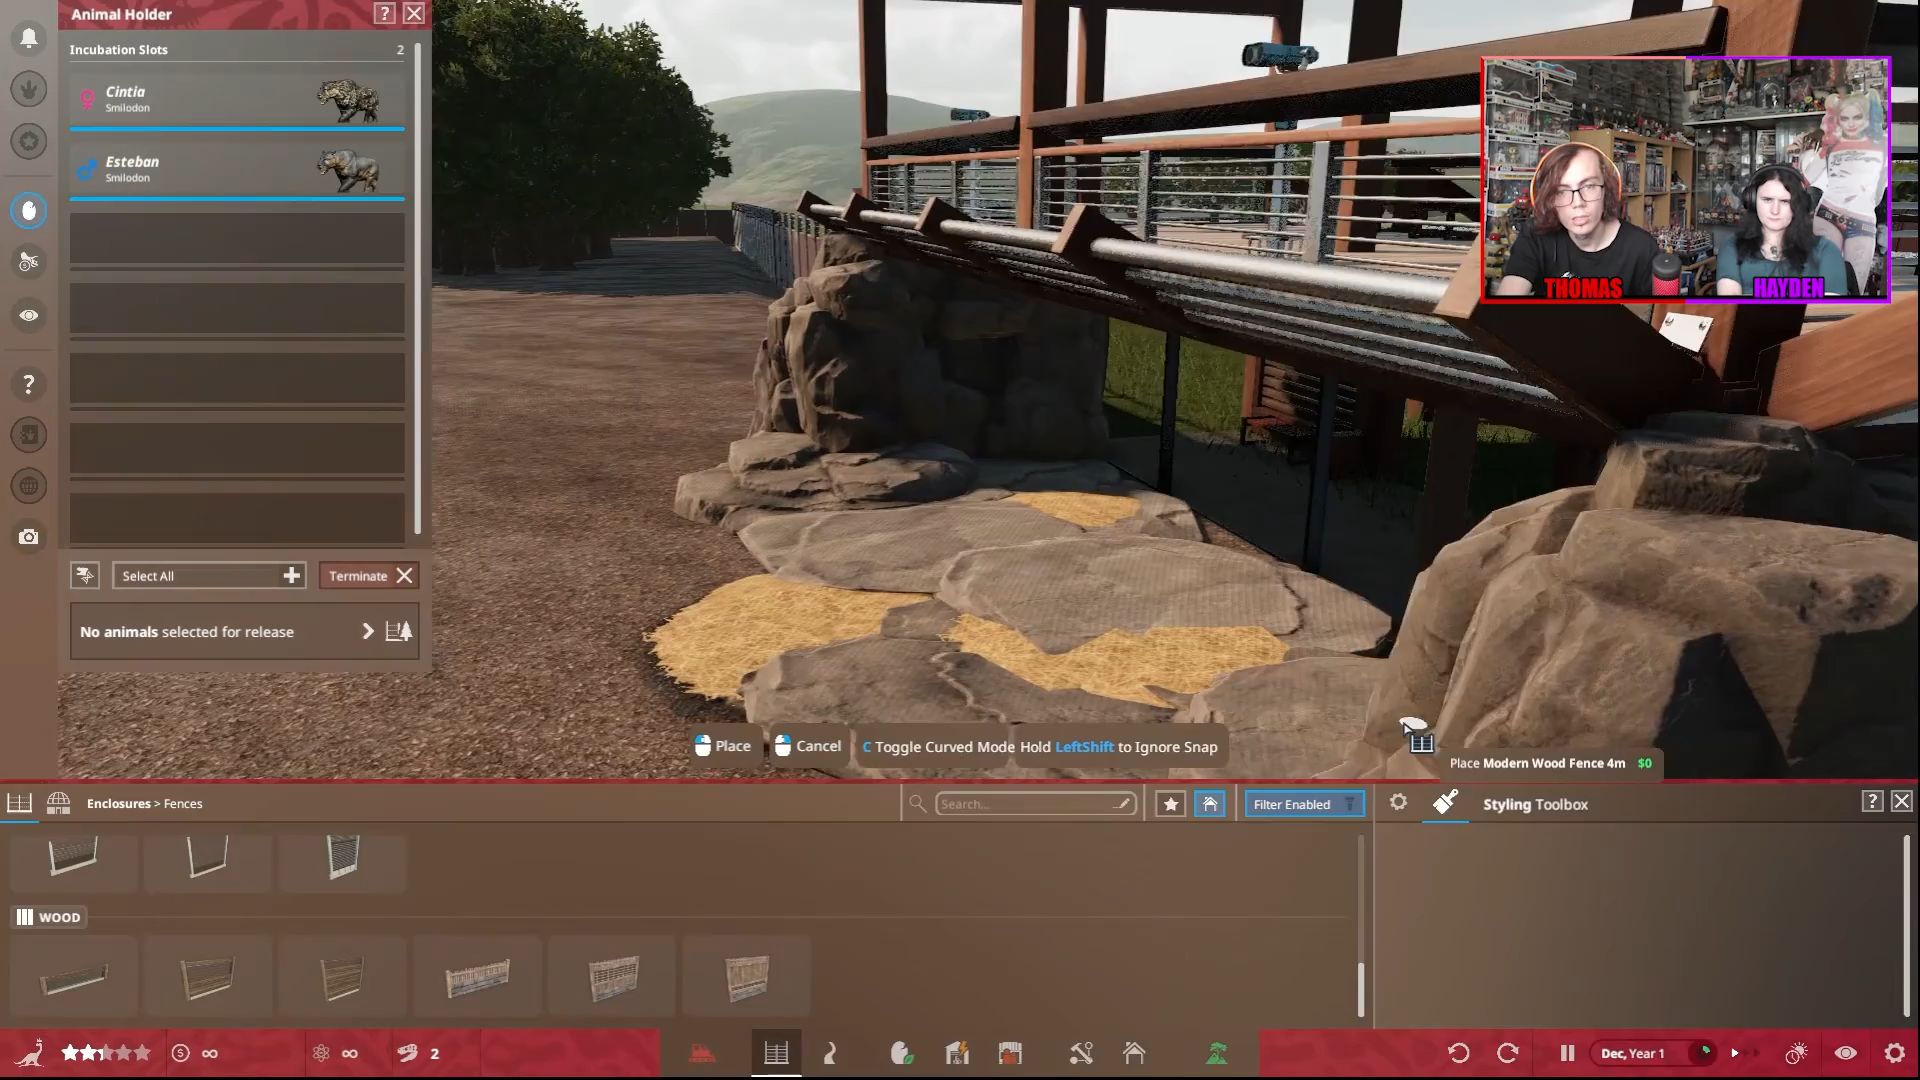 Animal Holder
?
Incubation Slots 2
Cintia
Smilodon
Esteban
Smilodon
Select All
Terminate
No animals selected for release
THOMAS
HAYDEN
Place
Cancel
C Toggle Curved Mode Hold LeftShift to Ignore Snap
Place Modern Wood Fence 4m $0
Enclosures > Fences
Search...
Filter Enabled
Styling Toolbox
?
WOOD
∞
∞
2
Dec, Year 1